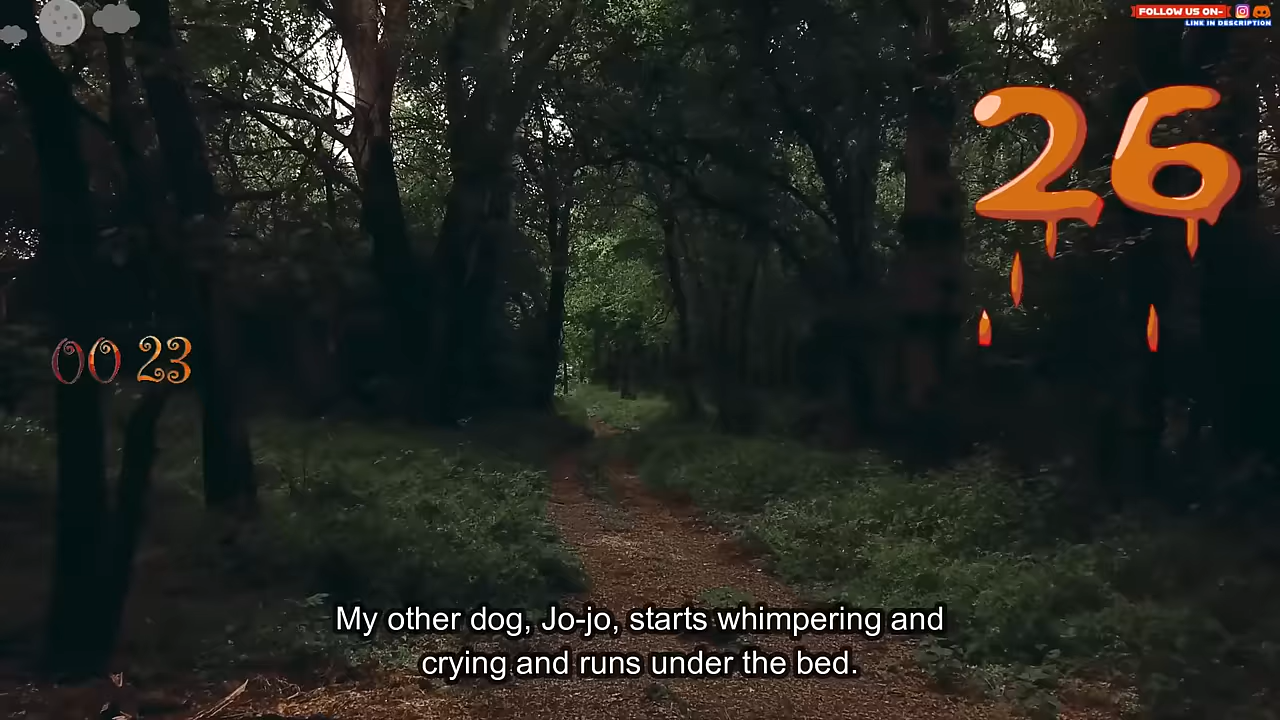 FOLLOW US ON-
LINK IN DESCRIPTION
26
00 23
My other dog, Jo-jo, starts whimpering and
crying and runs under the bed.